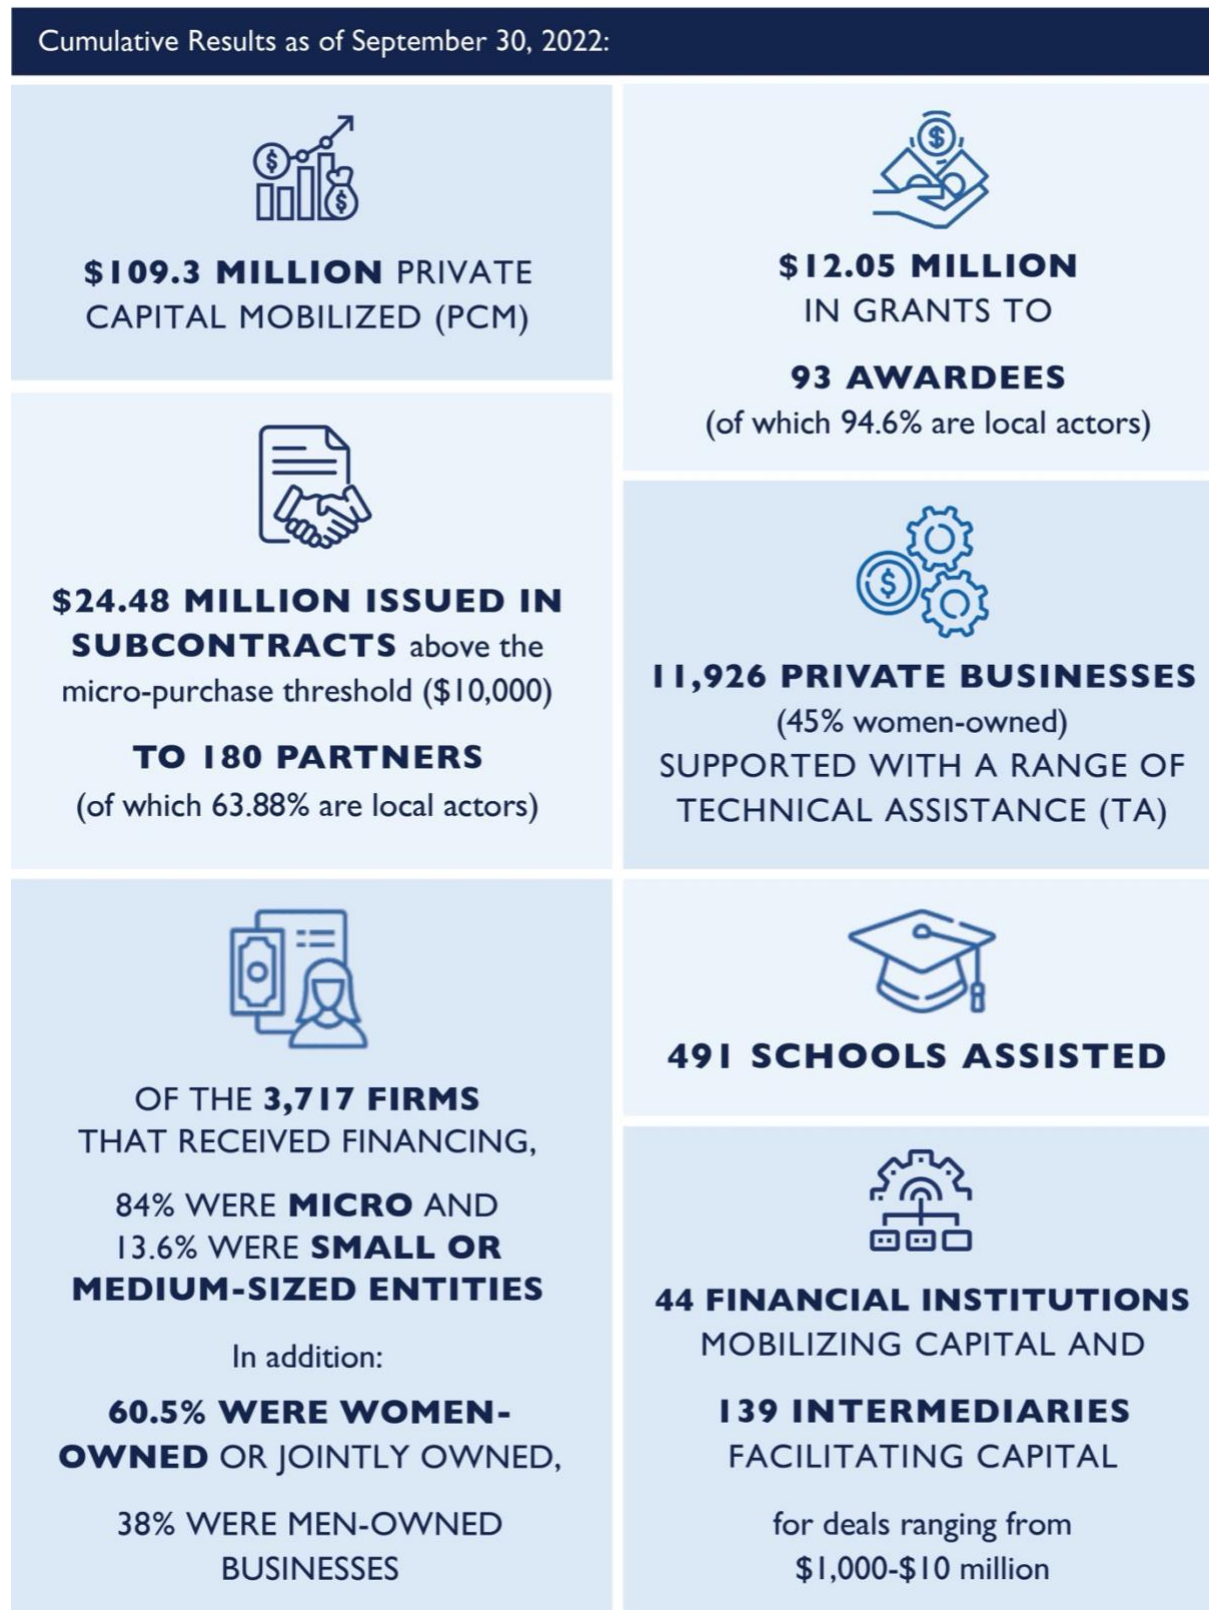 Cumulative Results as of September 30, 2022:
$109.3 MILLION PRIVATE
CAPITAL MOBILIZED (PCM)
$12.05 MILLION
IN GRANTS TO
93 AWARDEES
(of which 94.6% are local actors)
$24.48 MILLION ISSUED IN
SUBCONTRACTS above the
micro-purchase threshold ($10,000)
TO 180 PARTNERS
(of which 63.88% are local actors)
11,926 PRIVATE BUSINESSES
(45% women-owned)
SUPPORTED WITH A RANGE OF
TECHNICAL ASSISTANCE (TA)
OF THE 3,717 FIRMS
THAT RECEIVED FINANCING,
84% WERE MICRO AND
13.6% WERE SMALL OR
MEDIUM-SIZED ENTITIES
In addition:
60.5% WERE WOMEN-
OWNED OR JOINTLY OWNED,
38% WERE MEN-OWNED
BUSINESSES
491 SCHOOLS ASSISTED
44 FINANCIAL INSTITUTIONS
MOBILIZING CAPITAL AND
139 INTERMEDIARIES
FACILITATING CAPITAL
for deals ranging from
$1,000-$10 million